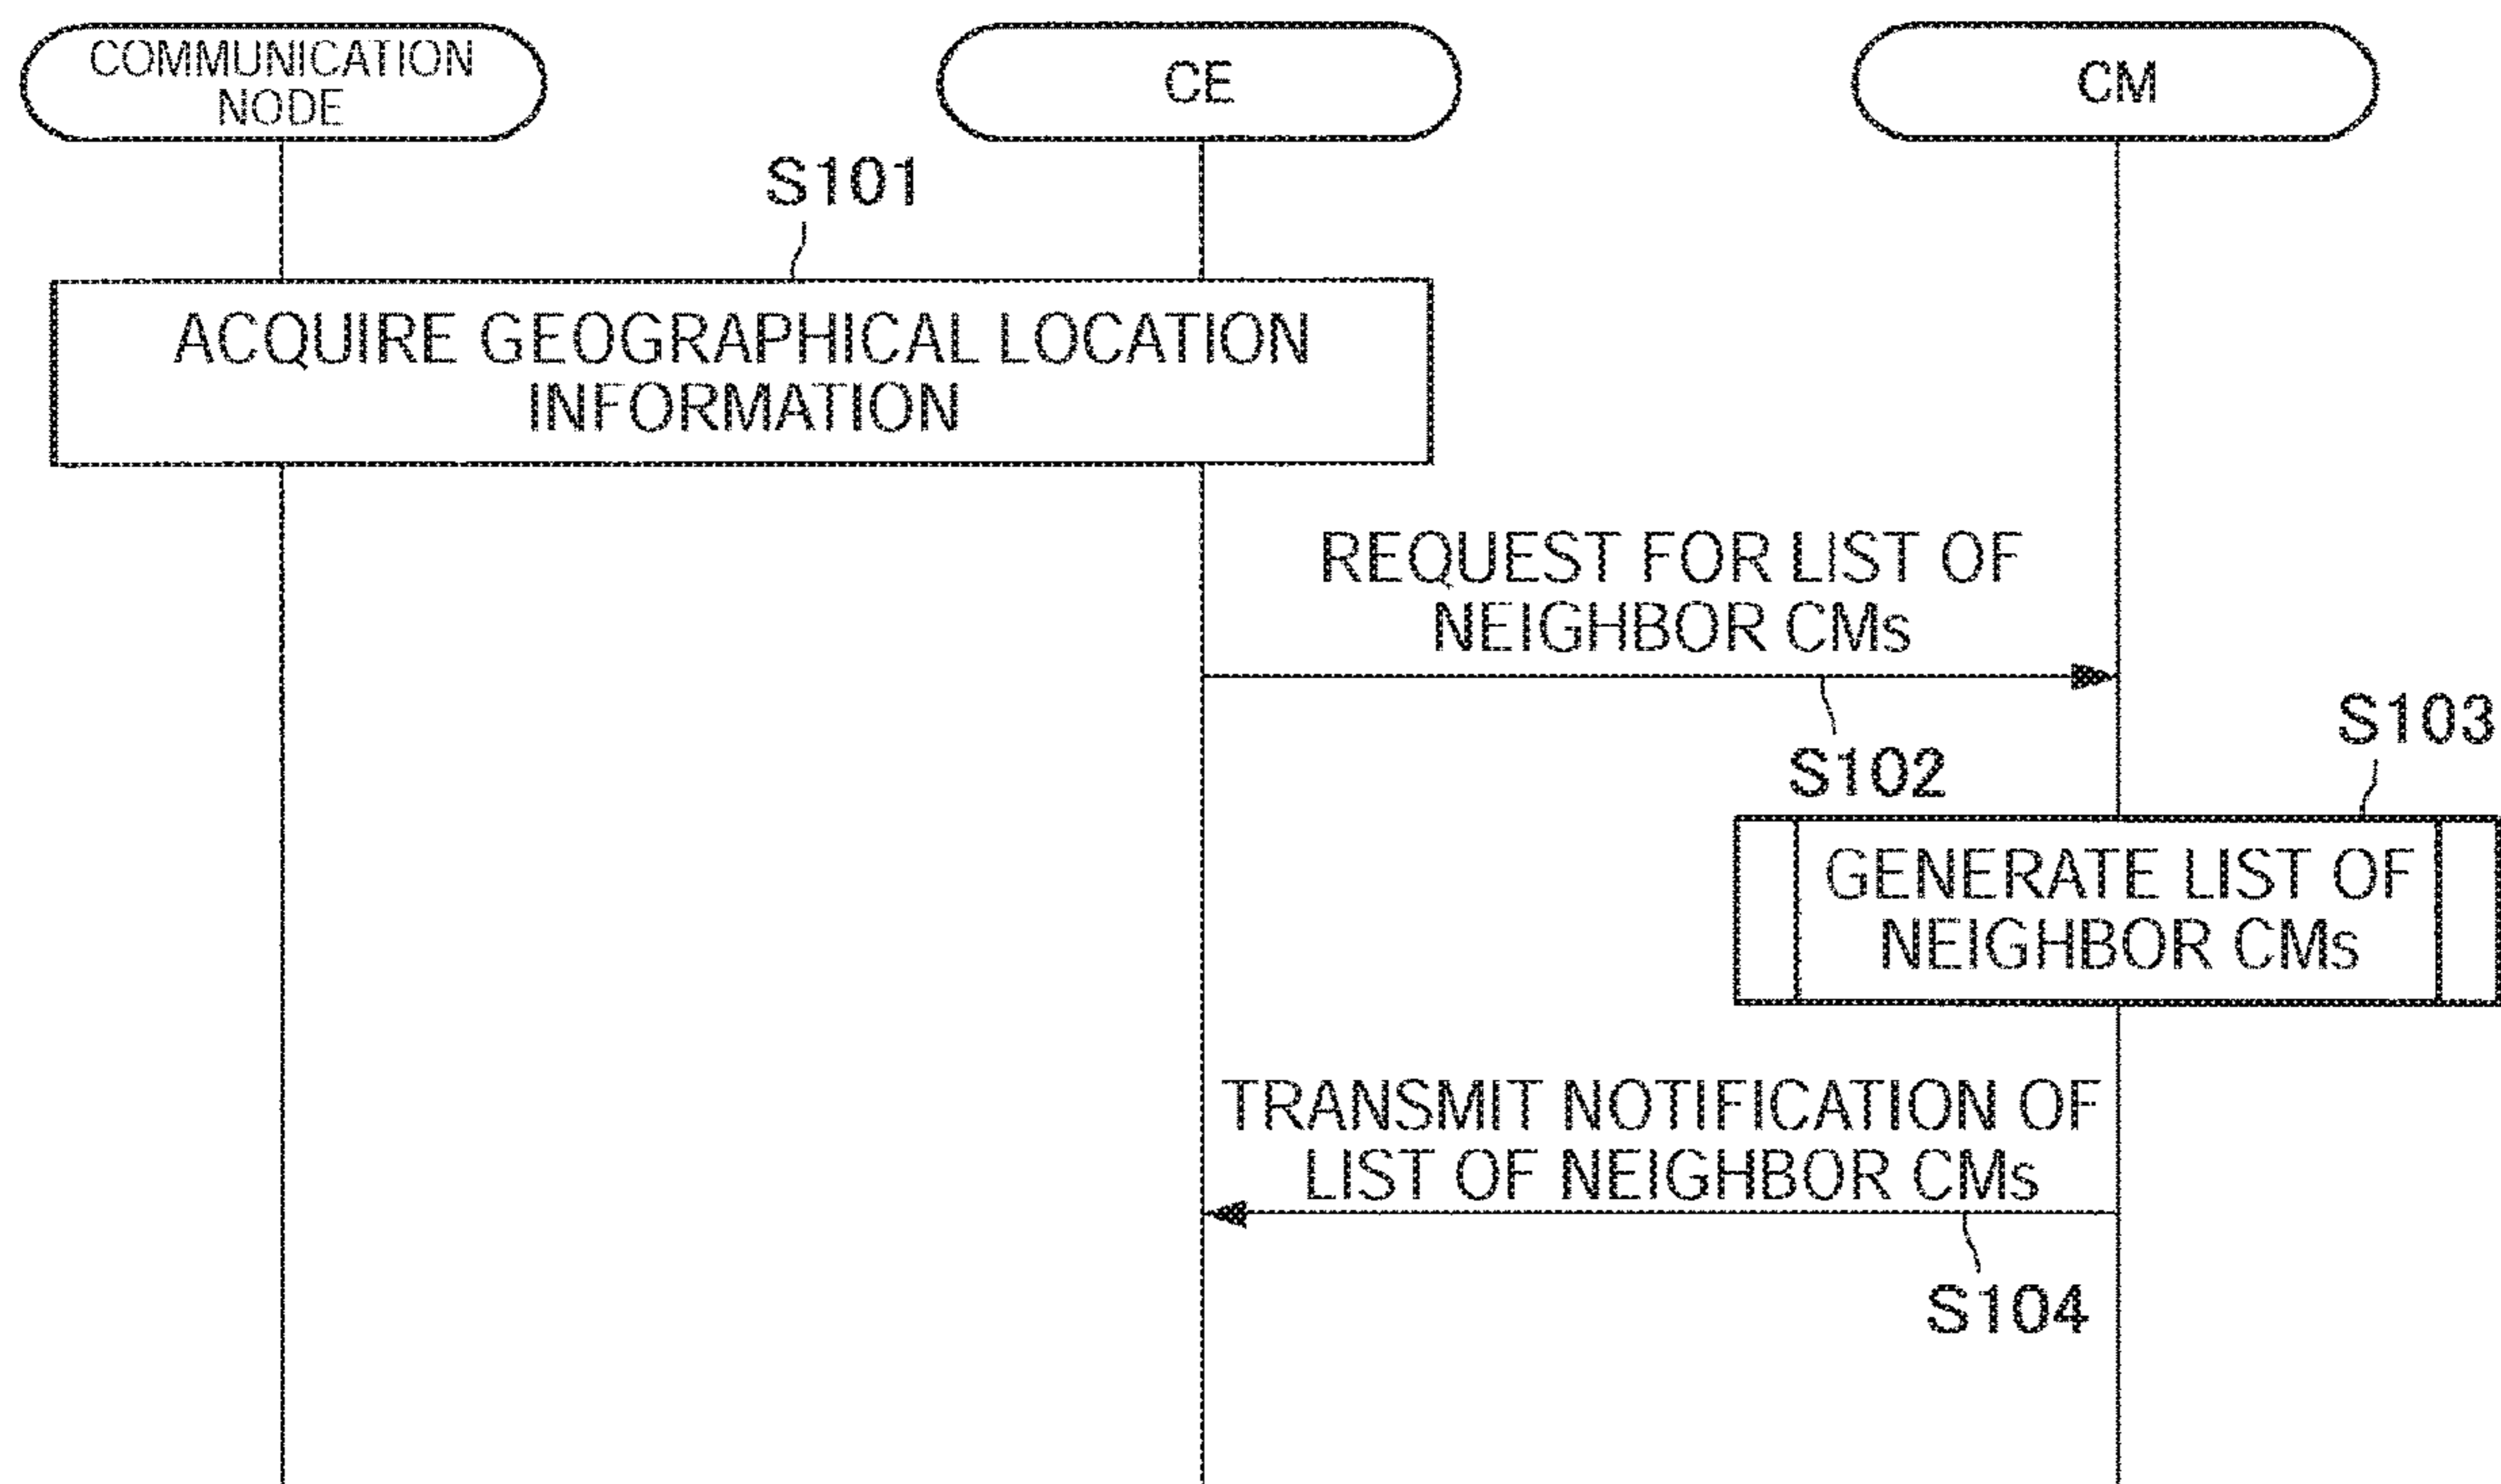 COMMUNICATION
NODE
CE
CM
S101
ACQUIRE GEOGRAPHICAL LOCATION
INFORMATION
REQUEST FOR LIST OF
NEIGHBOR CMs
S102
S103
GENERATE LIST OF
NEIGHBOR CMs
TRANSMIT NOTIFICATION OF
LIST OF NEIGHBOR CMs
S104